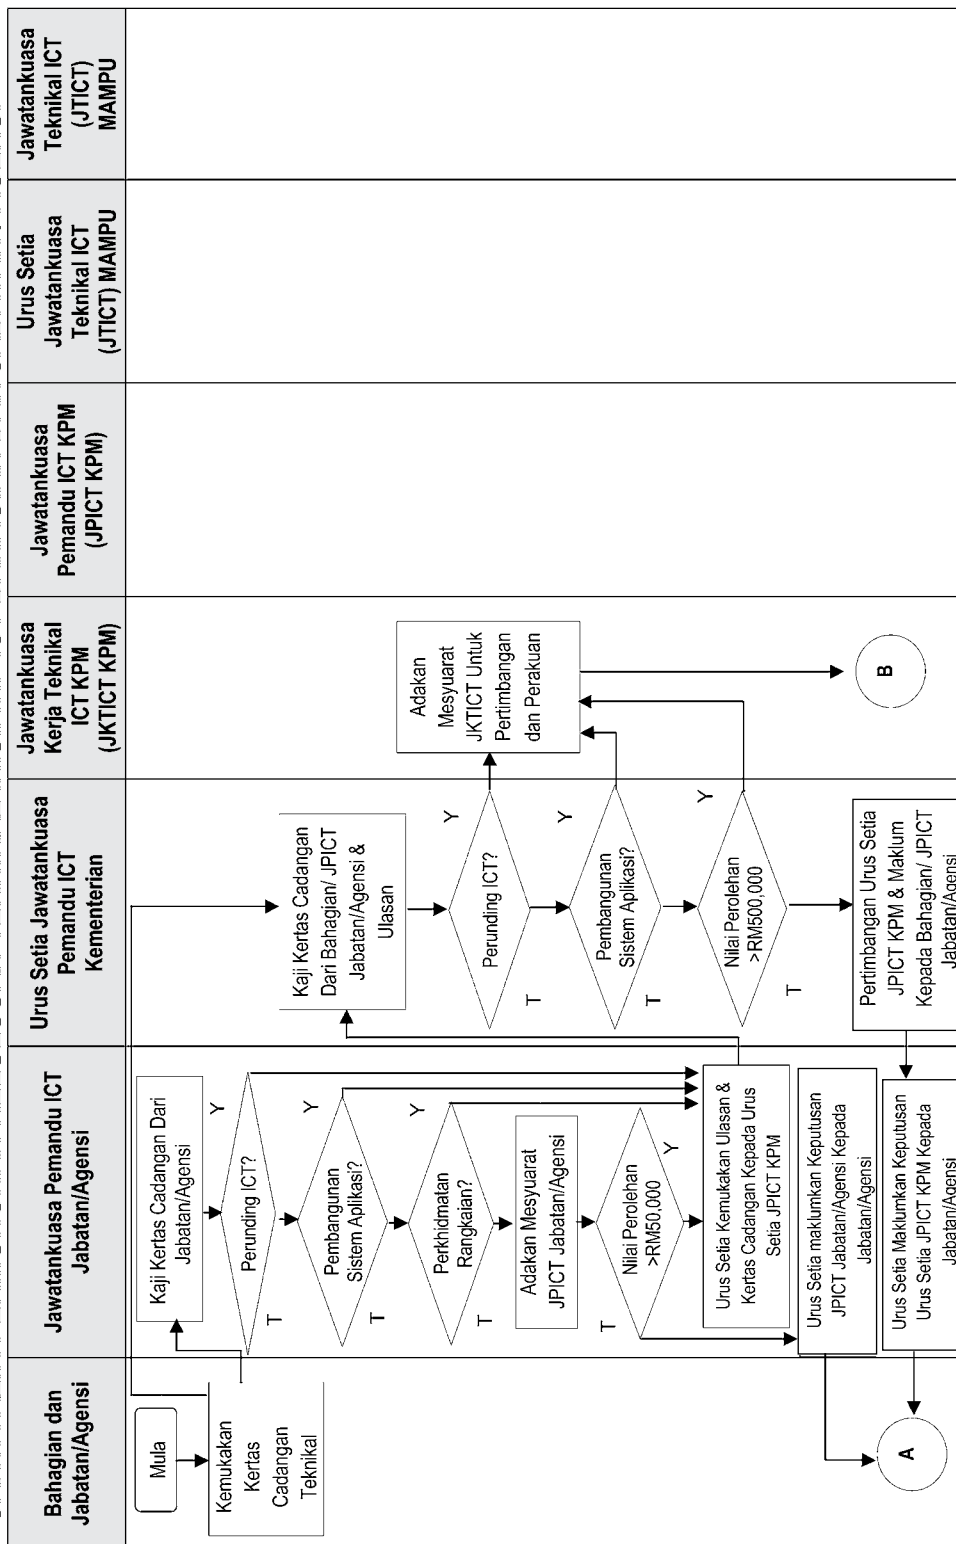 Bahagian dan
Jabatan/Agensi
Jawatankuasa Pemandu ICT
Jabatan/Agensi
Urus Setia Jawatankuasa
Pemandu ICT
Kementerian
Jawatankuasa
Kerja Teknikal
ICT KPM
(JKTICT KPM)
Jawatankuasa
Pemandu ICT KPM
(JPICT KPM)
Urus Setia
Jawatankuasa
Teknikal ICT
(JTICT) MAMPU
Jawatankuasa
Teknikal ICT
(JTICT)
MAMPU
Mula
Kemukakan
Kertas
Cadangan
Teknikal
A
Kaji Kertas Cadangan Dari
Jabatan/Agensi
Perunding ICT?
Y
T
Pembangunan
Sistem Aplikasi?
Y
T
Perkhidmatan
Rangkaian?
Y
T
Adakan Mesyuarat
JPICT Jabatan/Agensi
Nilai Perolehan
>RM50,000
Y
T
Urus Setia Kemukakan Ulasan &
Kertas Cadangan Kepada Urus
Setia JPICT KPM
Urus Setia maklumkan Keputusan
JPICT Jabatan/Agensi Kepada
Jabatan/Agensi
Urus Setia Maklumkan Keputusan
Urus Setia JPICT KPM Kepada
Jabatan/Agensi
Kaji Kertas Cadangan
Dari Bahagian/ JPICT
Jabatan/Agensi &
Ulasan
Perunding ICT?
Y
T
Pembangunan
Sistem Aplikasi?
Y
T
Nilai Perolehan
>RM500,000
Y
T
Pertimbangan Urus Setia
JPICT KPM & Maklum
Kepada Bahagian/ JPICT
Jabatan/Agensi
Adakan
Mesyuarat
JKTICT Untuk
Pertimbangan
dan Perakuan
B